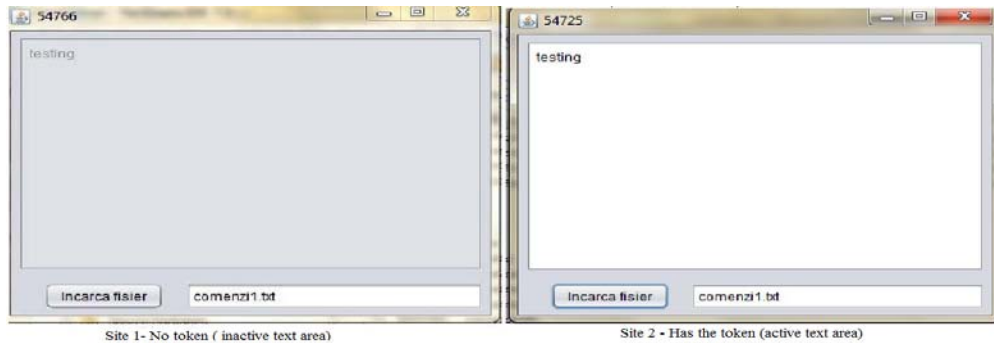 54766
testing
Incarca fisier
comenzi1.txt
Site 1- No token ( inactive text area)
54725
testing
Incarca fisier
comenzi1.txt
Site 2 - Has the token (active text area)